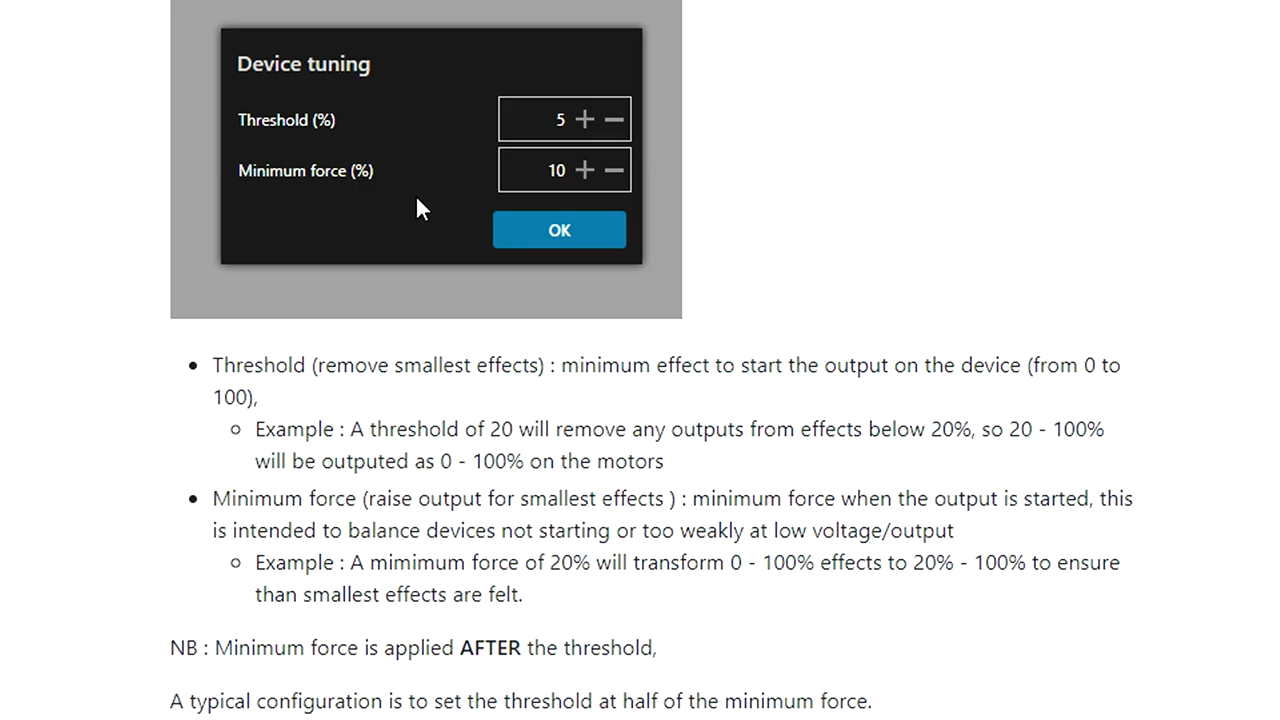 Device tuning
Threshold (%) 5
Minimum force (%) 10
OK
Threshold (remove smallest effects) : minimum effect to start the output on the device (from 0 to
100),
Example : A threshold of 20 will remove any outputs from effects below 20%, so 20 - 100%
will be outputed as 0 - 100% on the motors
Minimum force (raise output for smallest effects ) : minimum force when the output is started, this
is intended to balance devices not starting or too weakly at low voltage/output
Example : A mimimum force of 20% will transform 0 - 100% effects to 20% - 100% to ensure
than smallest effects are felt.
NB : Minimum force is applied AFTER the threshold,
A typical configuration is to set the threshold at half of the minimum force.